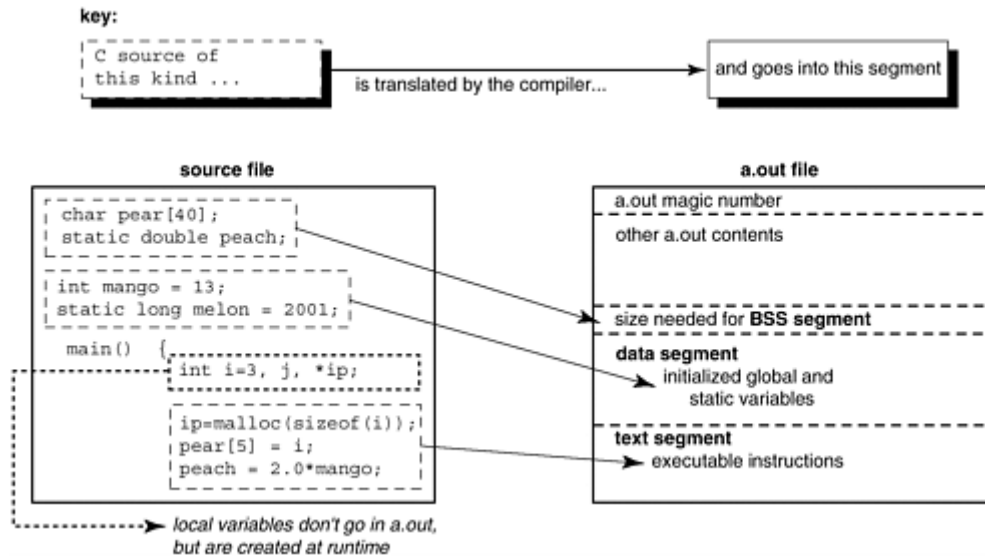 key:
C source of
this kind ...
is translated by the compiler...
and goes into this segment
source file
char pear[40];
static double peach;
int mango = 13;
static long melon = 2001;
main() {
int i=3, j, *ip;
ip=malloc(sizeof(i));
pear[5] = i;
peach = 2.0*mango;
local variables don't go in a.out,
but are created at runtime
a.out file
a.out magic number
other a.out contents
size needed for BSS segment
data segment
initialized global and
static variables
text segment
executable instructions